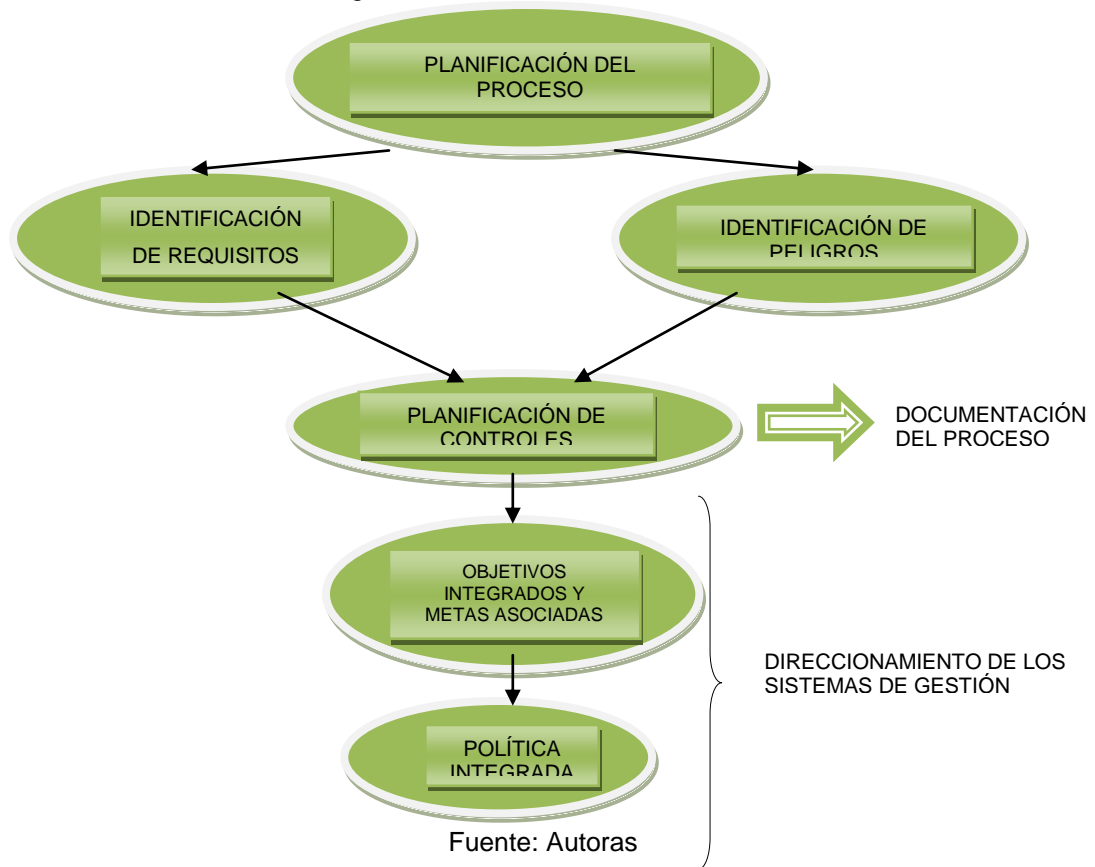 PLANIFICACIÓN DEL
PROCESO
IDENTIFICACIÓN
DE REQUISITOS
IDENTIFICACIÓN DE
PELIGROS
PLANIFICACIÓN DE
CONTROLES
DOCUMENTACIÓN
DEL PROCESO
OBJETIVOS
INTEGRADOS Y
METAS ASOCIADAS
DIRECCIONAMIENTO DE LOS
SISTEMAS DE GESTIÓN
POLÍTICA
INTEGRADA
Fuente: Autoras